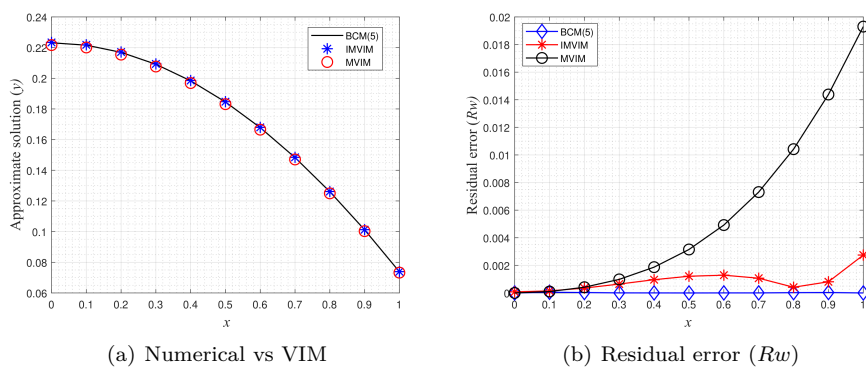 0.24
0.22
0.2
0.18
0.16
0.14
0.12
0.1
0.08
0.06
Approximate solution (y)
0 0.1 0.2 0.3 0.4 0.5 0.6 0.7 0.8 0.9 1
x
BCM(5)
IMVIM
MVIM
(a) Numerical vs VIM
0.02
0.018
0.016
0.014
0.012
0.01
0.008
0.006
0.004
0.002
0
Residual error (Rw)
0 0.1 0.2 0.3 0.4 0.5 0.6 0.7 0.8 0.9 1
x
BCM(5)
IMVIM
MVIM
(b) Residual error (Rw)